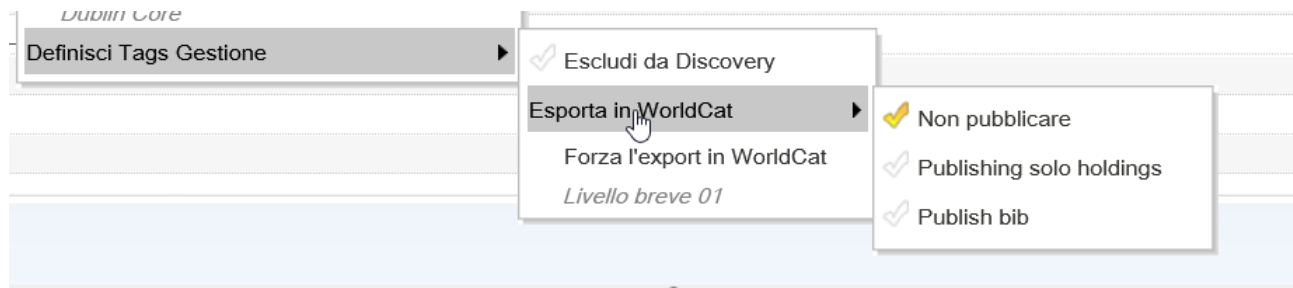 Dublin Core
Definisci Tags Gestione
Escludi da Discovery
Esporta in WorldCat
Forza l'export in WorldCat
Livello breve 01
Non pubblicare
Publishing solo holdings
Publish bib